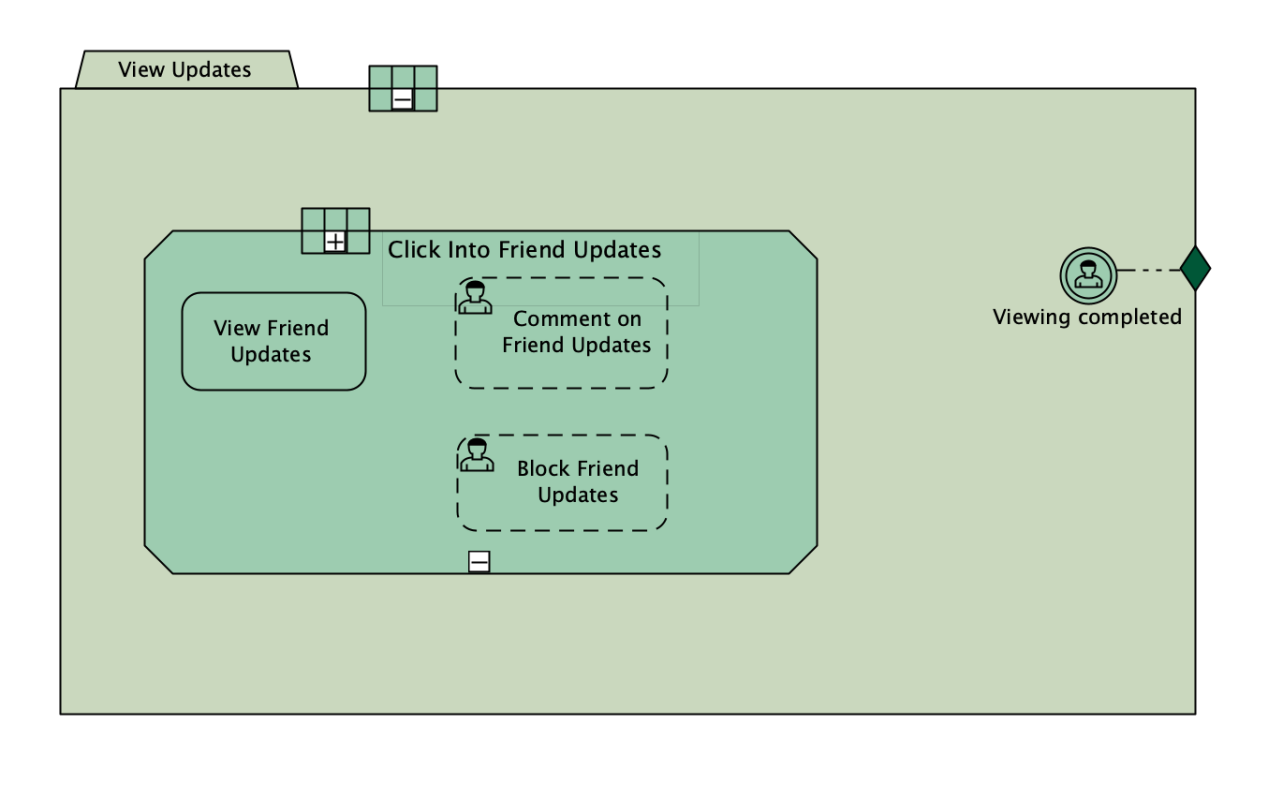 View Updates
Click Into Friend Updates
View Friend
Updates
Comment on
Friend Updates
Viewing completed
Block Friend
Updates